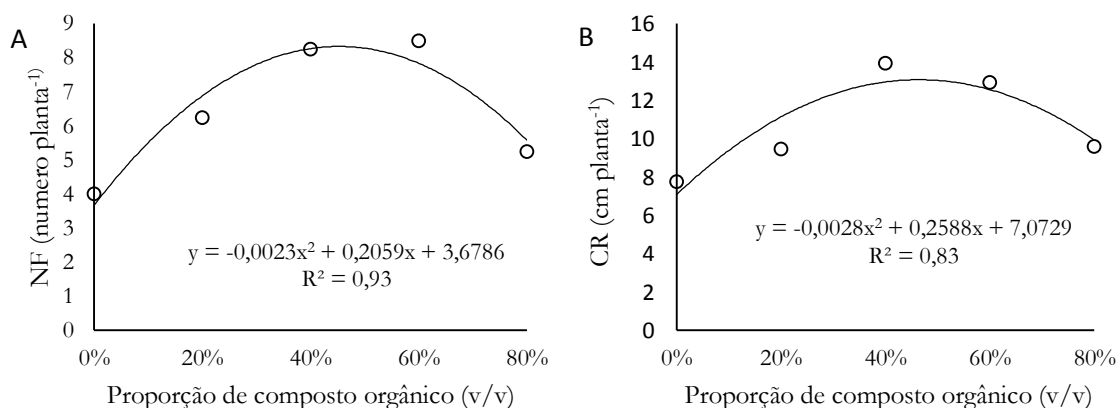 A
NF (numero planta⁻¹)
9
8
7
6
5
4
3
2
1
0
y = -0,0023x² + 0,2059x + 3,6786
R² = 0,93
0% 20% 40% 60% 80%
Proporção de composto orgânico (v/v)
B
CR (cm planta⁻¹)
16
14
12
10
8
6
4
2
0
y = -0,0028x² + 0,2588x + 7,0729
R² = 0,83
0% 20% 40% 60% 80%
Proporção de composto orgânico (v/v)